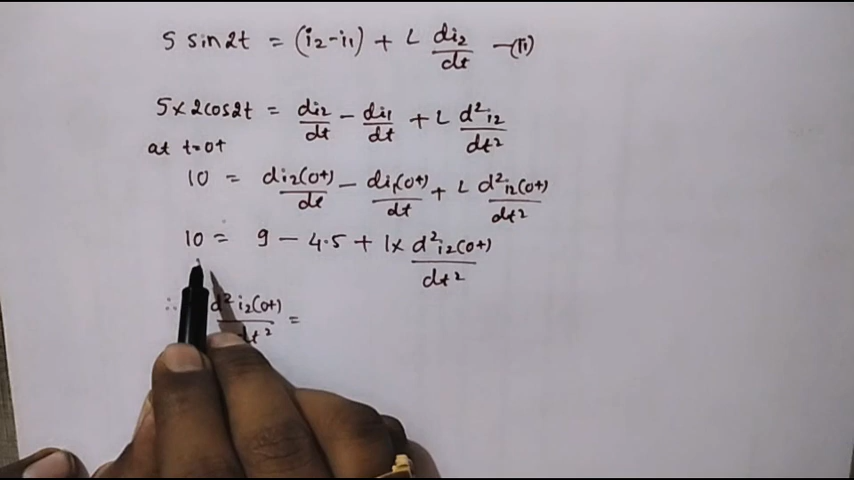 5 sin2t = (i2-i1) + L di2/dt -(II)
5×2cos2t = di2/dt - di1/dt + L d²i2/dt²
at t=0+
10 = di2(0+)/dt - di1(0+)/dt + L d²i2(0+)/dt²
10 = 9 - 4.5 + 1× d²i2(0+)/dt²
∴ d²i2(0+)/dt² =